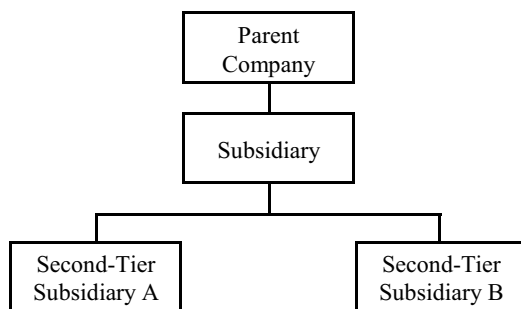 Parent
Company
Subsidiary
Second-Tier
Subsidiary A
Second-Tier
Subsidiary B